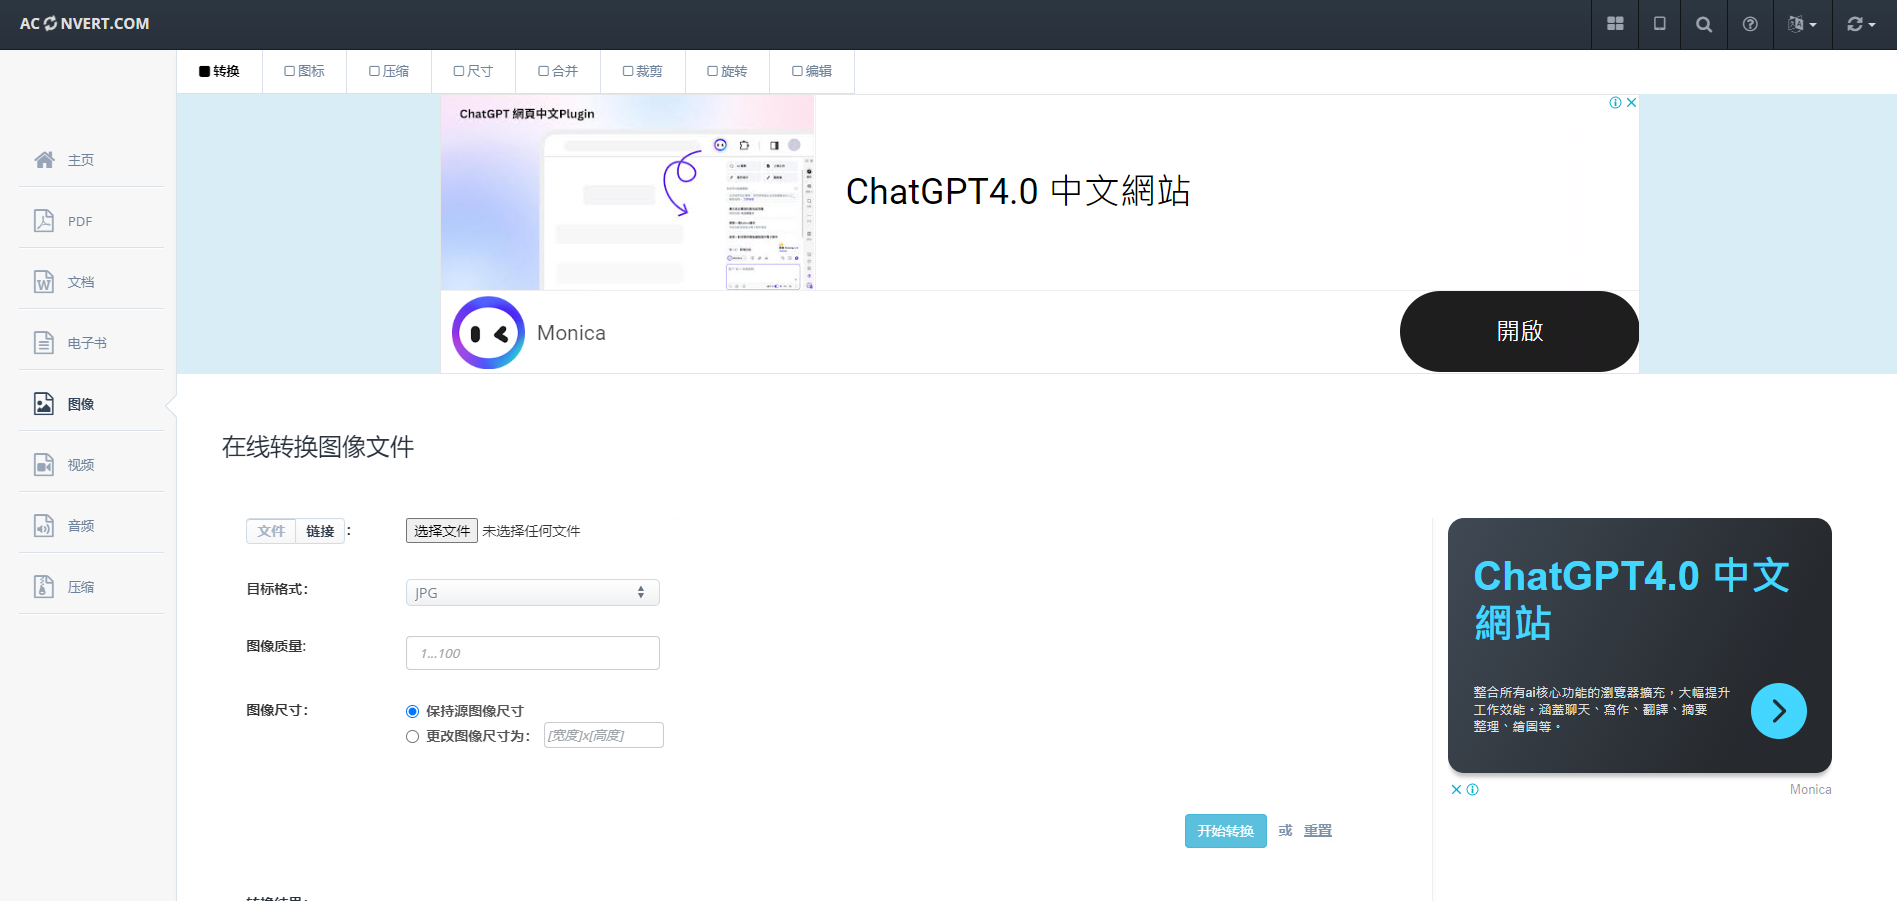 AC NVERT.COM
转换
图标
压缩
尺寸
合并
裁剪
旋转
编辑
主页
PDF
文档
电子书
图像
视频
音频
压缩
ChatGPT 網頁中文Plugin
ChatGPT4.0 中文網站
Monica
開啟
在线转换图像文件
文件 链接 :
选择文件 未选择任何文件
目标格式:
JPG
图像质量:
1...100
图像尺寸:
保持源图像尺寸
更改图像尺寸为: [宽度]x[高度]
开始转换 或 重置
ChatGPT4.0 中文
網站
整合所有ai核心功能的瀏覽器擴充，大幅提升
工作效能。涵蓋聊天、寫作、翻譯、摘要
整理、繪圖等。
Monica
转换结果: